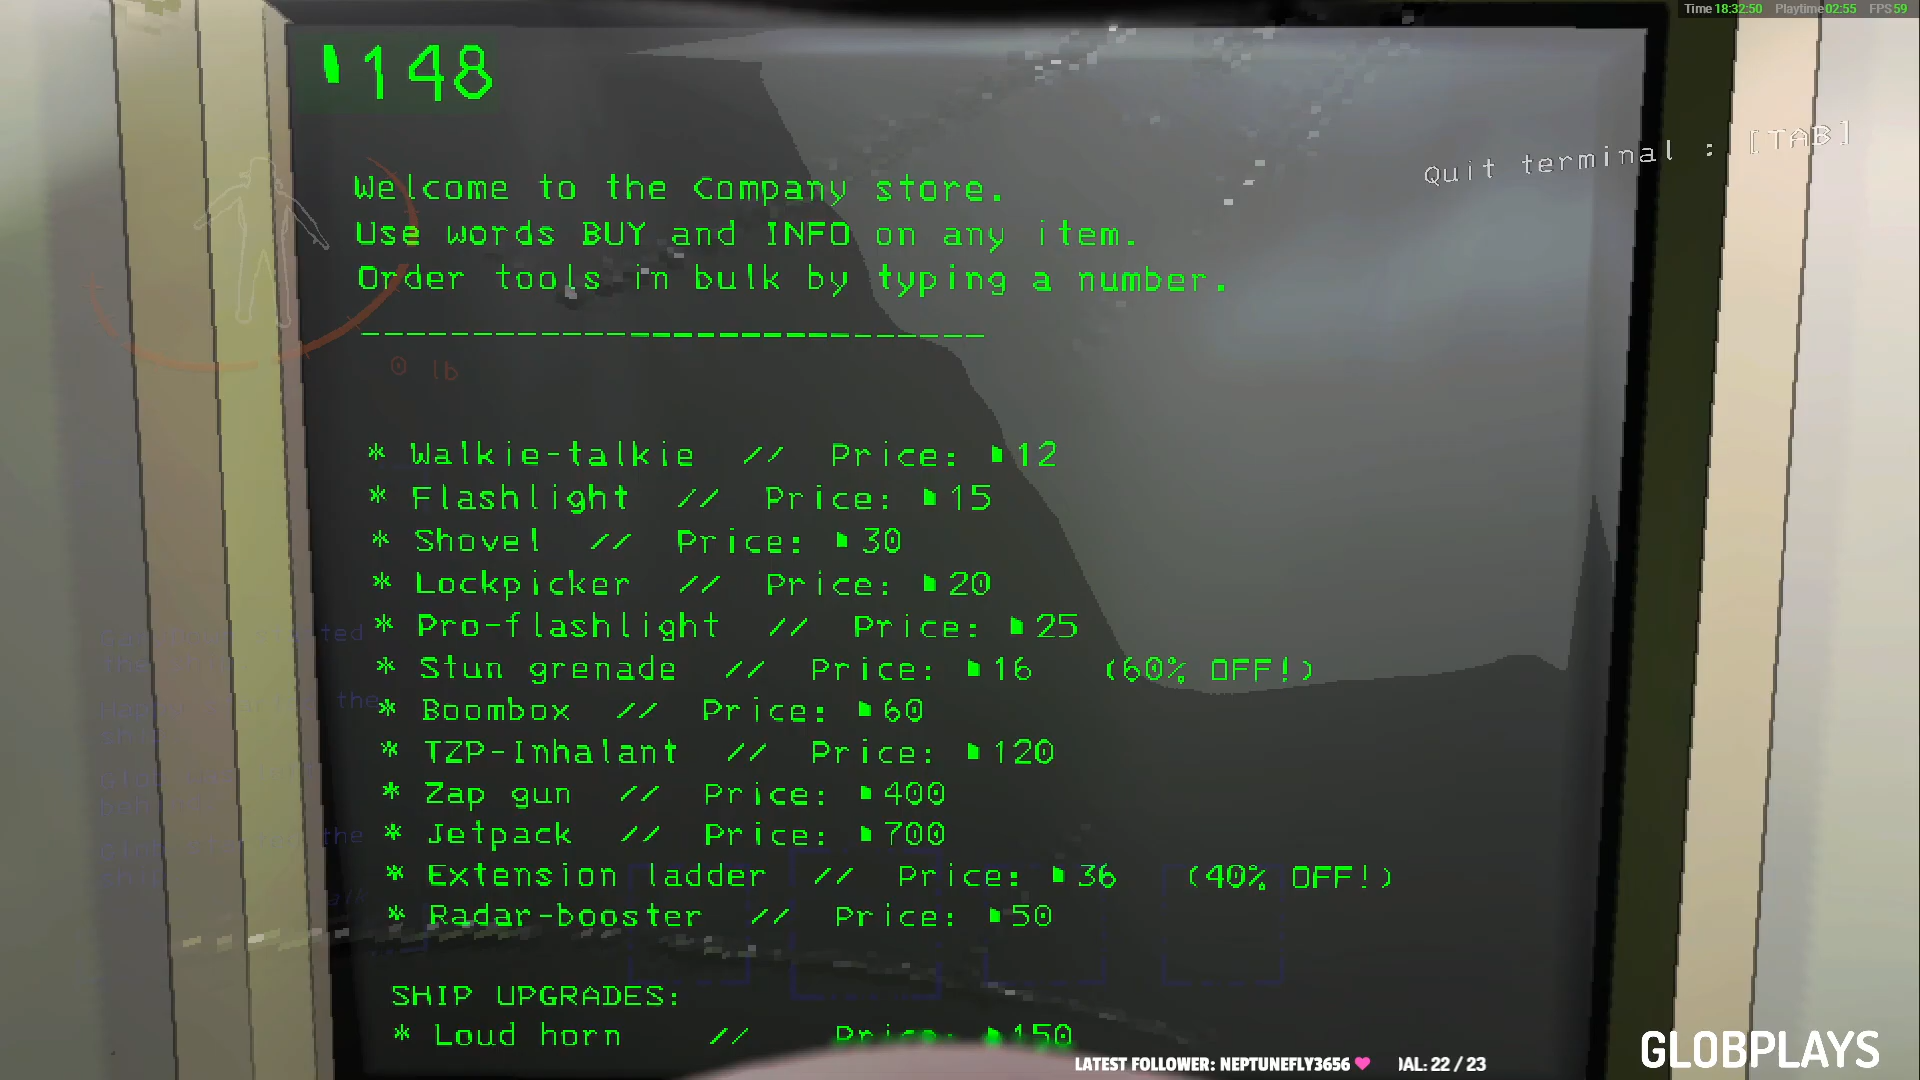 Time 18:32:50 Playtime 02:55 FPS 59
148
Quit terminal : [TAB]
Welcome to the Company store.
Use words BUY and INFO on any item.
Order tools in bulk by typing a number.
----------------------------
0 lb
* Walkie-talkie // Price: 12
* Flashlight // Price: 15
* Shovel // Price: 30
* Lockpicker // Price: 20
* Pro-flashlight // Price: 25
* Stun grenade // Price: 16 (60% OFF!)
* Boombox // Price: 60
* TZP-Inhalant // Price: 120
* Zap gun // Price: 400
* Jetpack // Price: 700
* Extension ladder // Price: 36 (40% OFF!)
* Radar-booster // Price: 50
SHIP UPGRADES:
* Loud horn // Price: 150
LATEST FOLLOWER: NEPTUNEFLY3656 ❤ 22 / 23
GLOBPLAYS